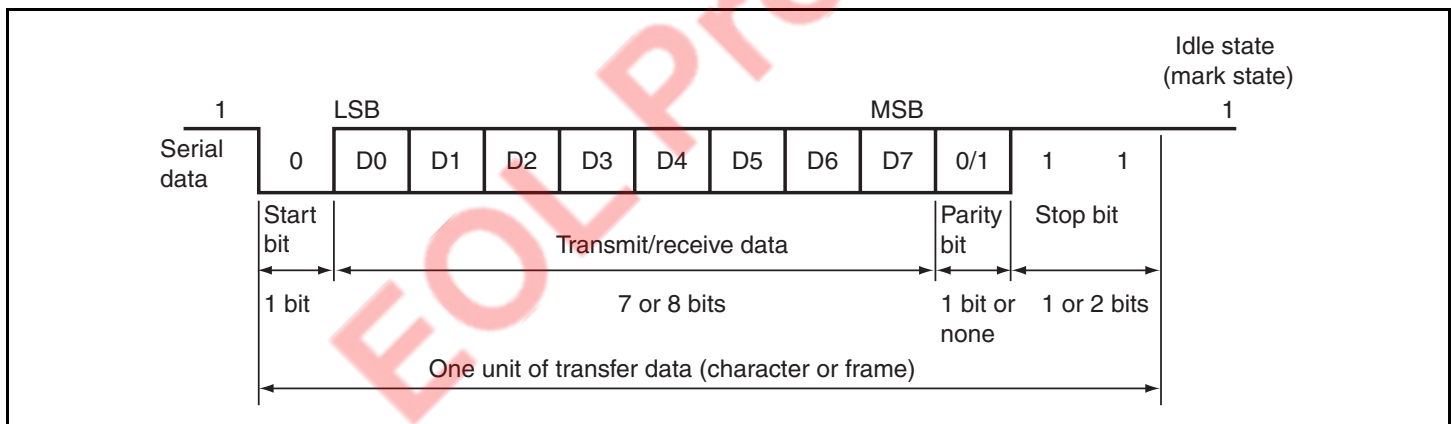 Idle state
(mark state)
1 LSB MSB 1
Serial
data
0 D0 D1 D2 D3 D4 D5 D6 D7 0/1 1 1
Start
bit
Transmit/receive data
Parity
bit
Stop bit
1 bit
7 or 8 bits
1 bit or
none
1 or 2 bits
One unit of transfer data (character or frame)
EOL Pro